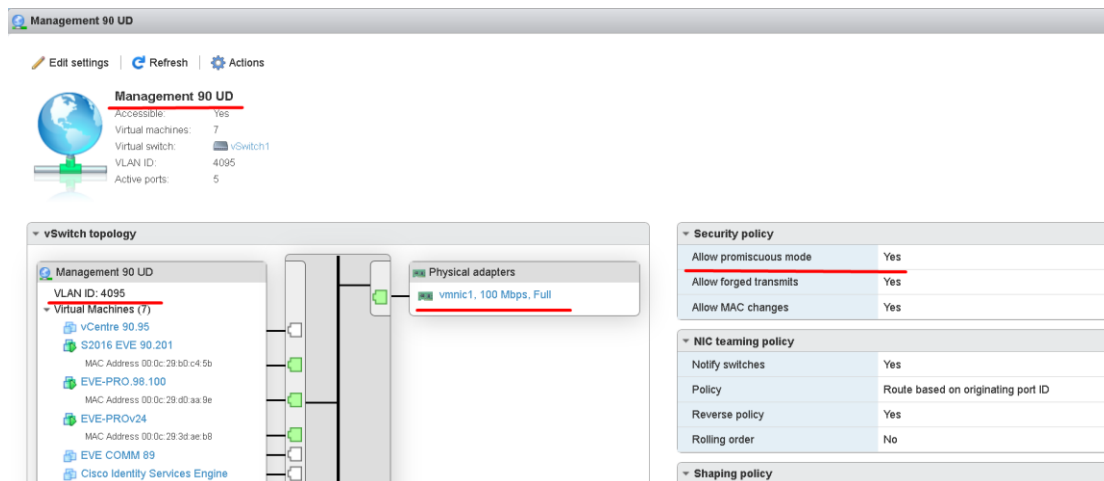 Management 90 UD
Edit settings
Refresh
Actions
Management 90 UD
Accessible: Yes
Virtual machines: 7
Virtual switch: vSwitch1
VLAN ID: 4095
Active ports: 5
vSwitch topology
Management 90 UD
VLAN ID: 4095
Virtual Machines (7)
vCentre 90.95
S2016 EVE 90.201
MAC Address 00:0c:29:b0:c4:5b
EVE-PRO.98.100
MAC Address 00:0c:29:d0:aa:9e
EVE-PROv24
MAC Address 00:0c:29:3d:ae:b8
EVE COMM 89
Cisco Identity Services Engine
Physical adapters
vmnic1, 100 Mbps, Full
Security policy
Allow promiscuous mode Yes
Allow forged transmits Yes
Allow MAC changes Yes
NIC teaming policy
Notify switches Yes
Policy Route based on originating port ID
Reverse policy Yes
Rolling order No
Shaping policy